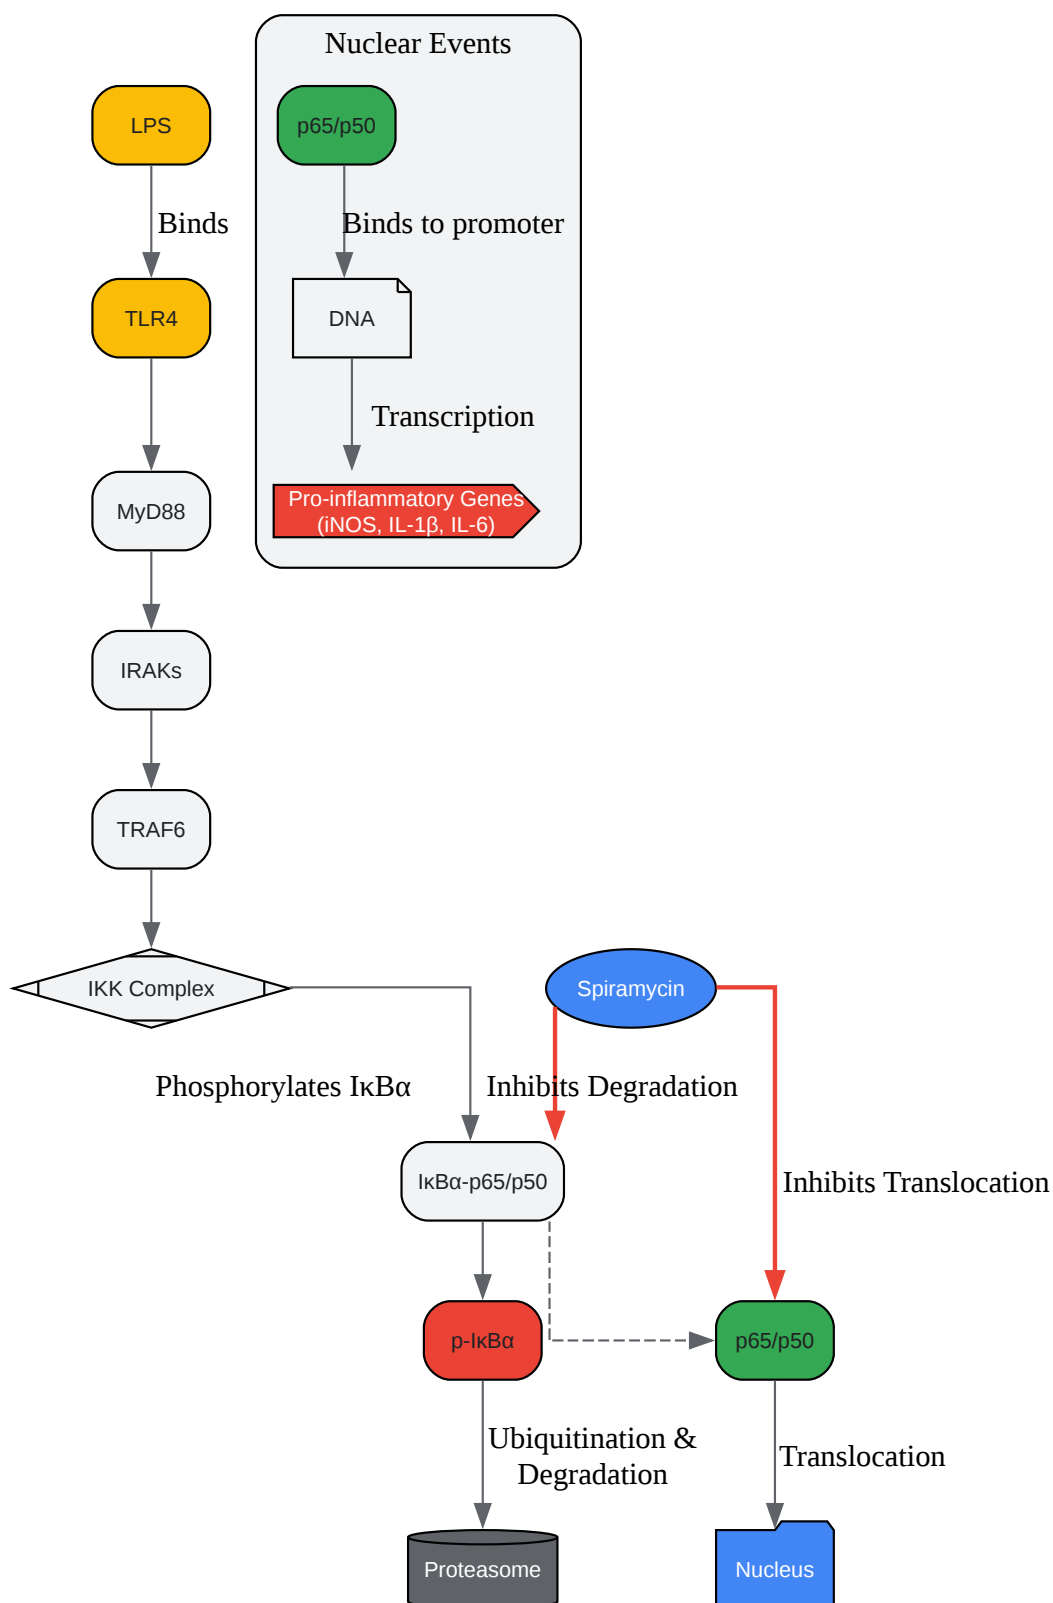 Nuclear Events
LPS
p65/p50
Binds
Binds to promoter
TLR4
DNA
Transcription
MyD88
Pro-inflammatory Genes
(iNOS, IL-1β, IL-6)
IRAKs
TRAF6
IKK Complex
Spiramycin
Phosphorylates IκBα
Inhibits Degradation
IκBα-p65/p50
Inhibits Translocation
p-IκBα
p65/p50
Ubiquitination &
Degradation
Translocation
Proteasome
Nucleus